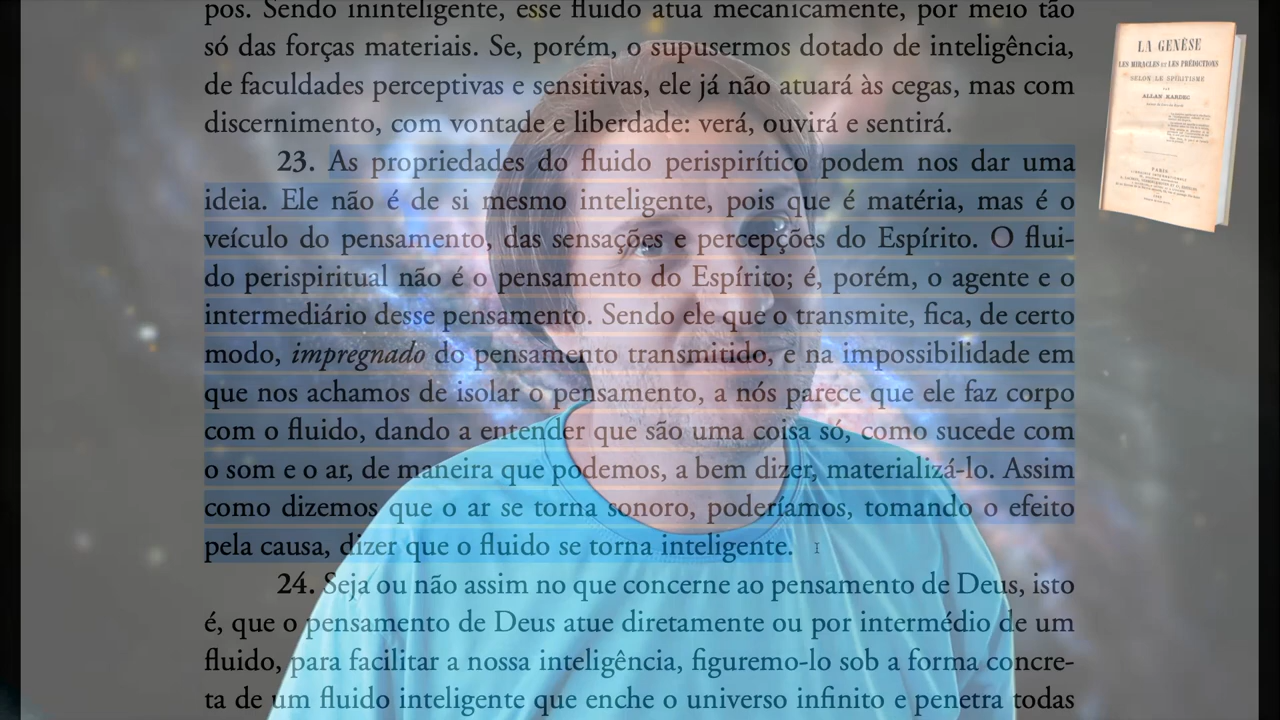 pos. Sendo ininteligente, esse fluido atua mecanicamente, por meio tão
só das forças materiais. Se, porém, o supusermos dotado de inteligência,
de faculdades perceptivas e sensitivas, ele já não atuará às cegas, mas com
discernimento, com vontade e liberdade: verá, ouvirá e sentirá.
23. As propriedades do fluido perispirítico podem nos dar uma
ideia. Ele não é de si mesmo inteligente, pois que é matéria, mas é o
veículo do pensamento, das sensações e percepções do Espírito. O flui-
do perispiritual não é o pensamento do Espírito; é, porém, o agente e o
intermediário desse pensamento. Sendo ele que o transmite, fica, de certo
modo, impregnado do pensamento transmitido, e na impossibilidade em
que nos achamos de isolar o pensamento, a nós parece que ele faz corpo
com o fluido, dando a entender que são uma coisa só, como sucede com
o som e o ar, de maneira que podemos, a bem dizer, materializá-lo. Assim
como dizemos que o ar se torna sonoro, poderíamos, tomando o efeito
pela causa, dizer que o fluido se torna inteligente.
24. Seja ou não assim no que concerne ao pensamento de Deus, isto
é, que o pensamento de Deus atue diretamente ou por intermédio de um
fluido, para facilitar a nossa inteligência, figuremo-lo sob a forma concre-
ta de um fluido inteligente que enche o universo infinito e penetra todas
LA GENÈSE
LES MIRACLES ET LES PRÉDICTIONS
SELON LE SPIRITISME
PAR
ALLAN KARDEC
PARIS